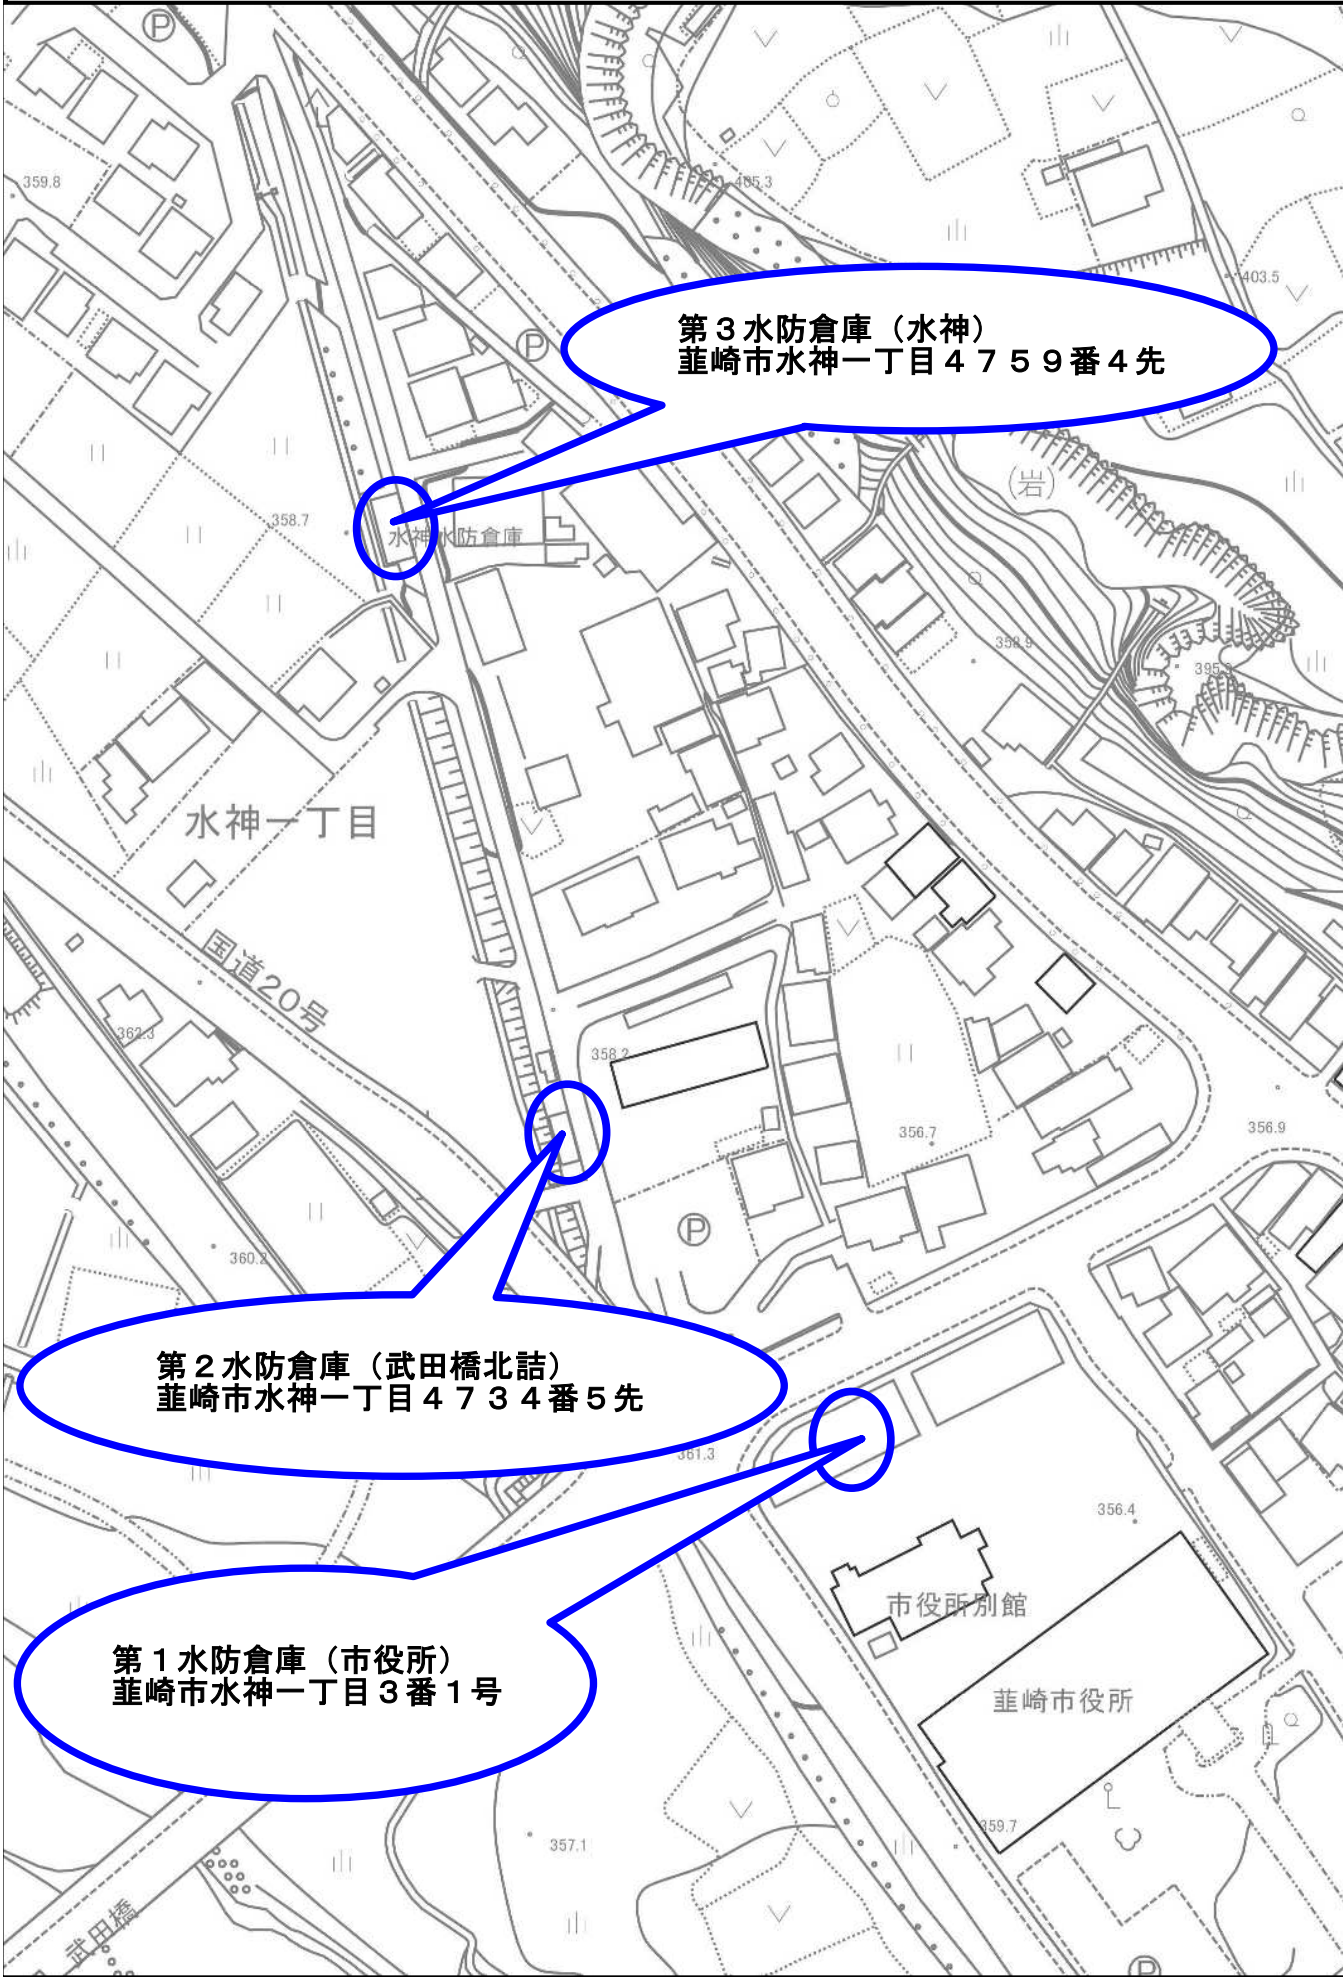 Ⓟ
359.8
405.3
403.5
第３水防倉庫（水神）
韮崎市水神一丁目４７５９番４先
Ⓟ
（岩）
358.7
水神水防倉庫
358.9
395.3
水神一丁目
国道20号
362.3
358.2
356.7
356.9
Ⓟ
360.2
第２水防倉庫（武田橋北詰）
韮崎市水神一丁目４７３４番５先
361.3
356.4
市役所別館
第１水防倉庫（市役所）
韮崎市水神一丁目３番１号
韮崎市役所
359.7
357.1
武田橋
Ⓟ